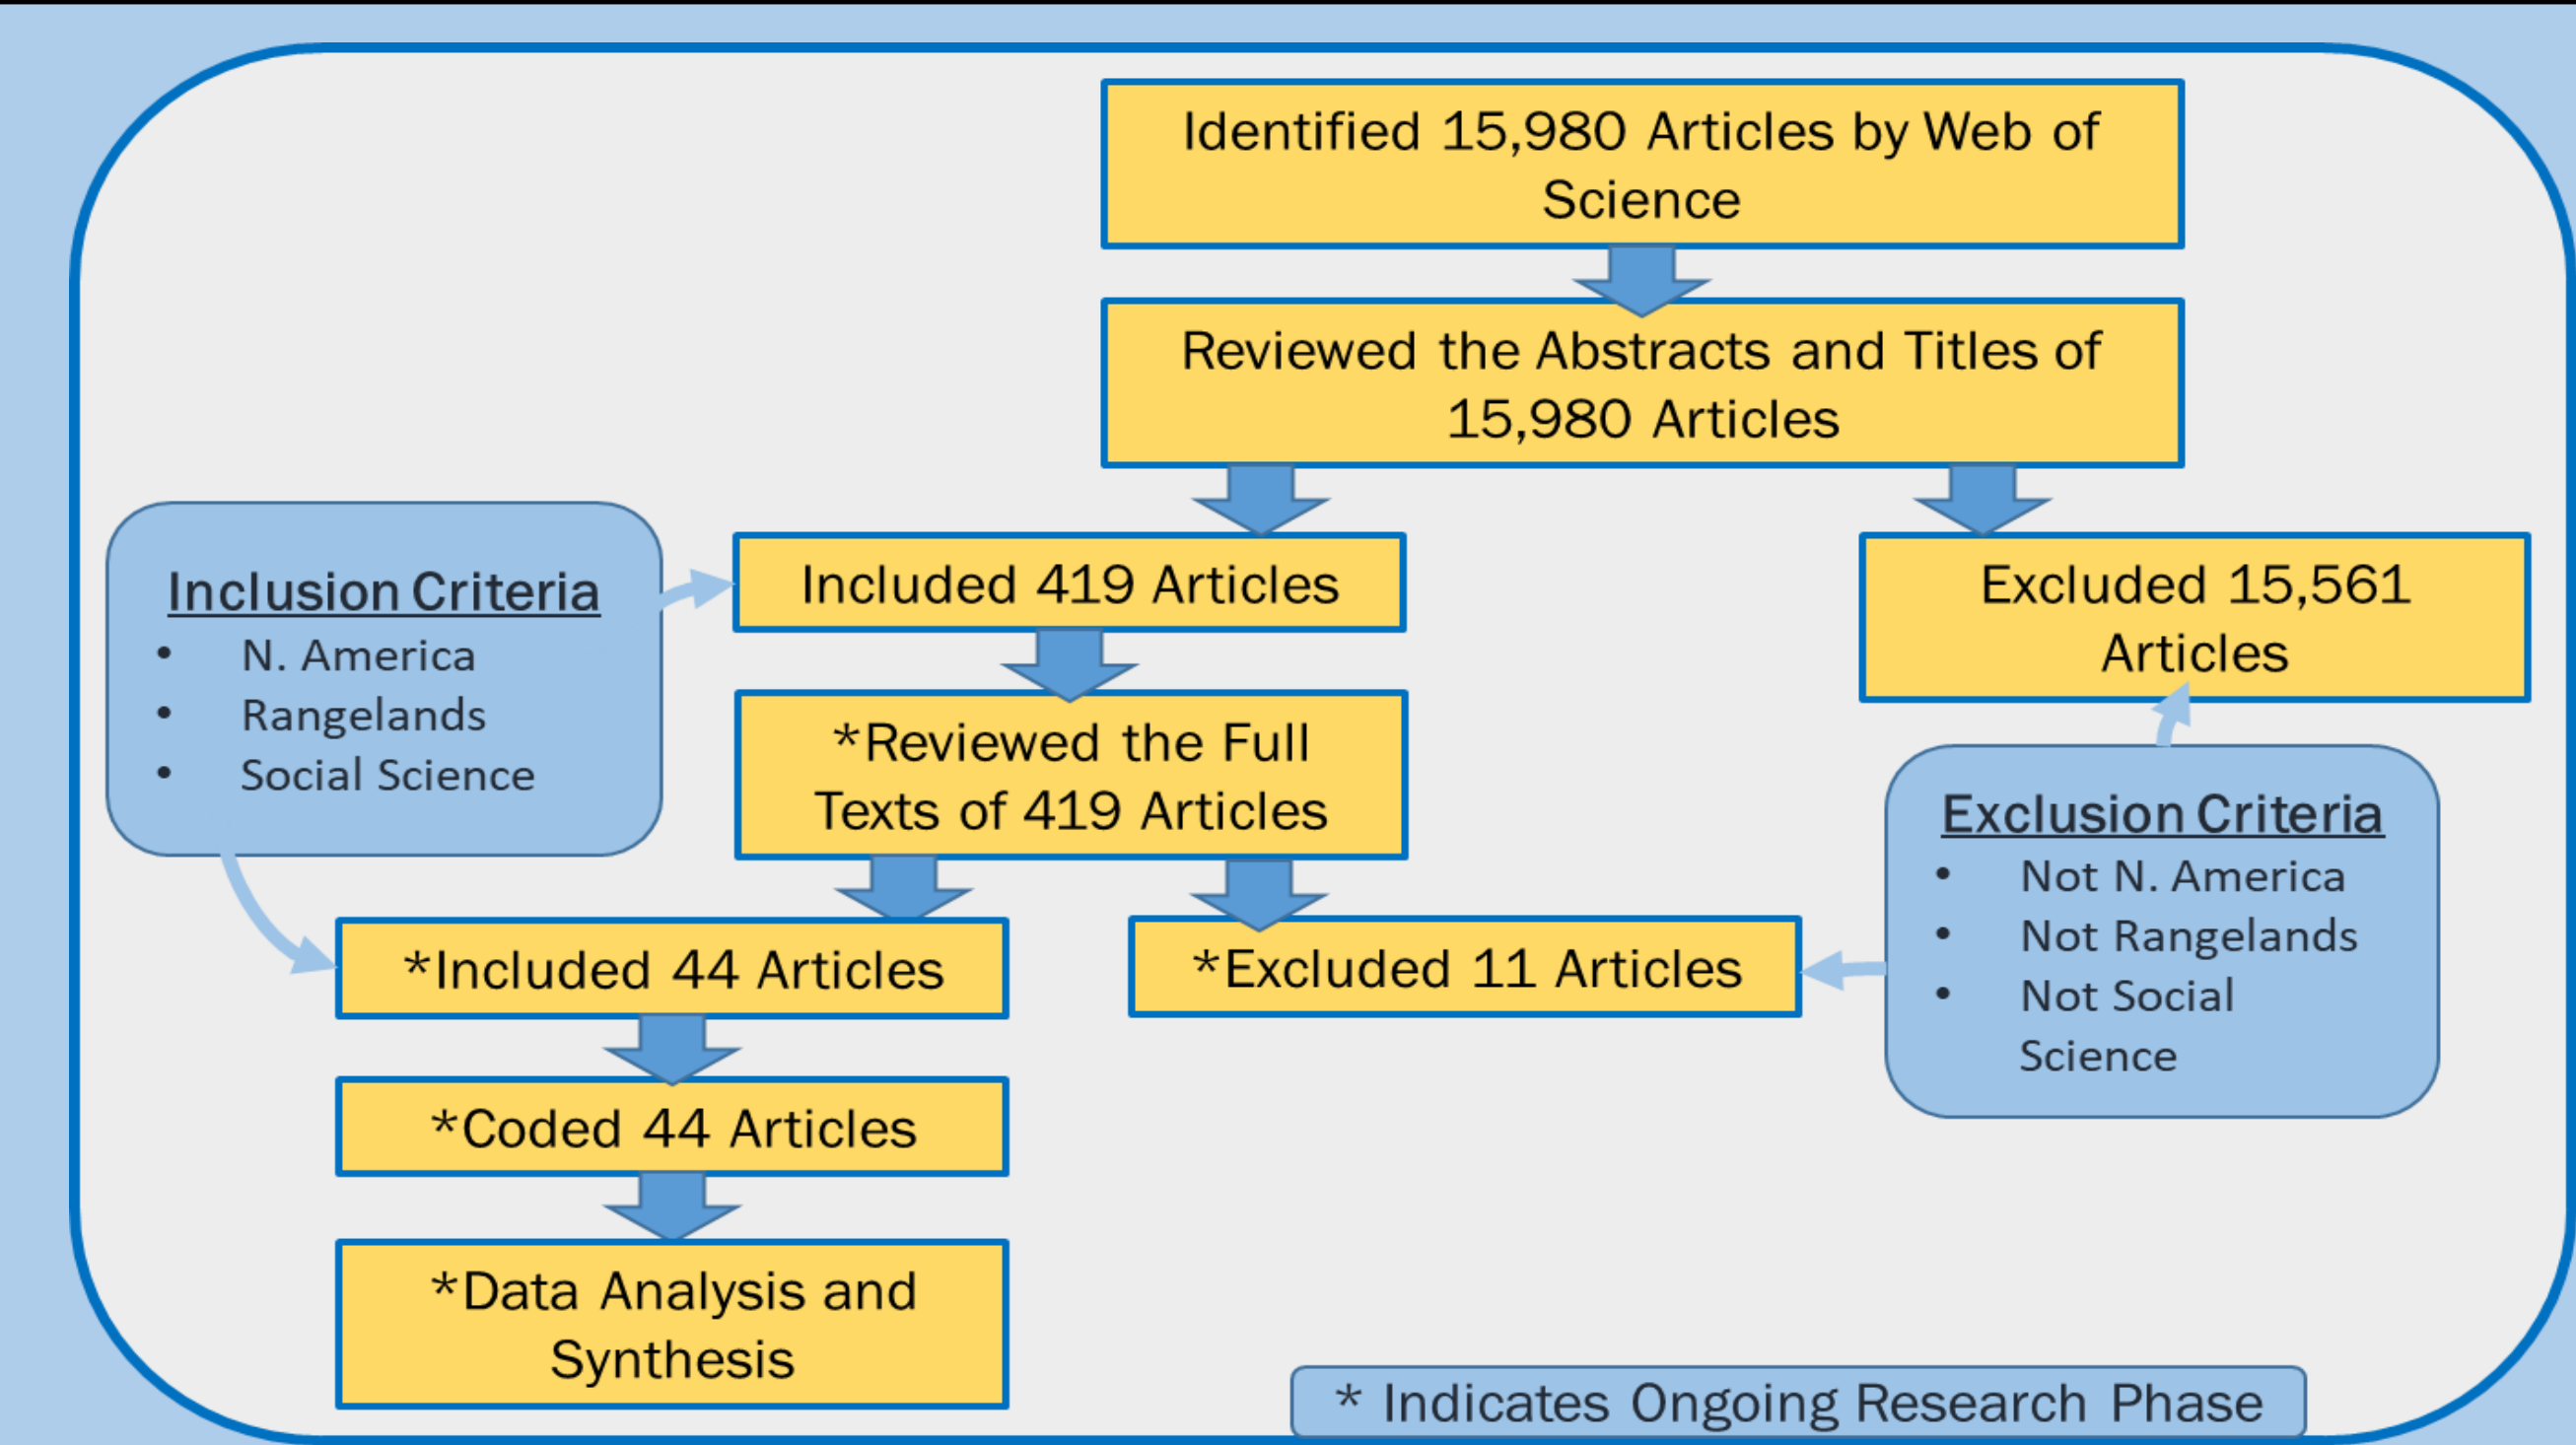 Identified 15,980 Articles by Web of
Science
Reviewed the Abstracts and Titles of
15,980 Articles
Inclusion Criteria
• N. America
• Rangelands
• Social Science
Included 419 Articles
Excluded 15,561
Articles
*Reviewed the Full
Texts of 419 Articles
Exclusion Criteria
• Not N. America
• Not Rangelands
• Not Social
Science
*Included 44 Articles
*Excluded 11 Articles
*Coded 44 Articles
*Data Analysis and
Synthesis
* Indicates Ongoing Research Phase